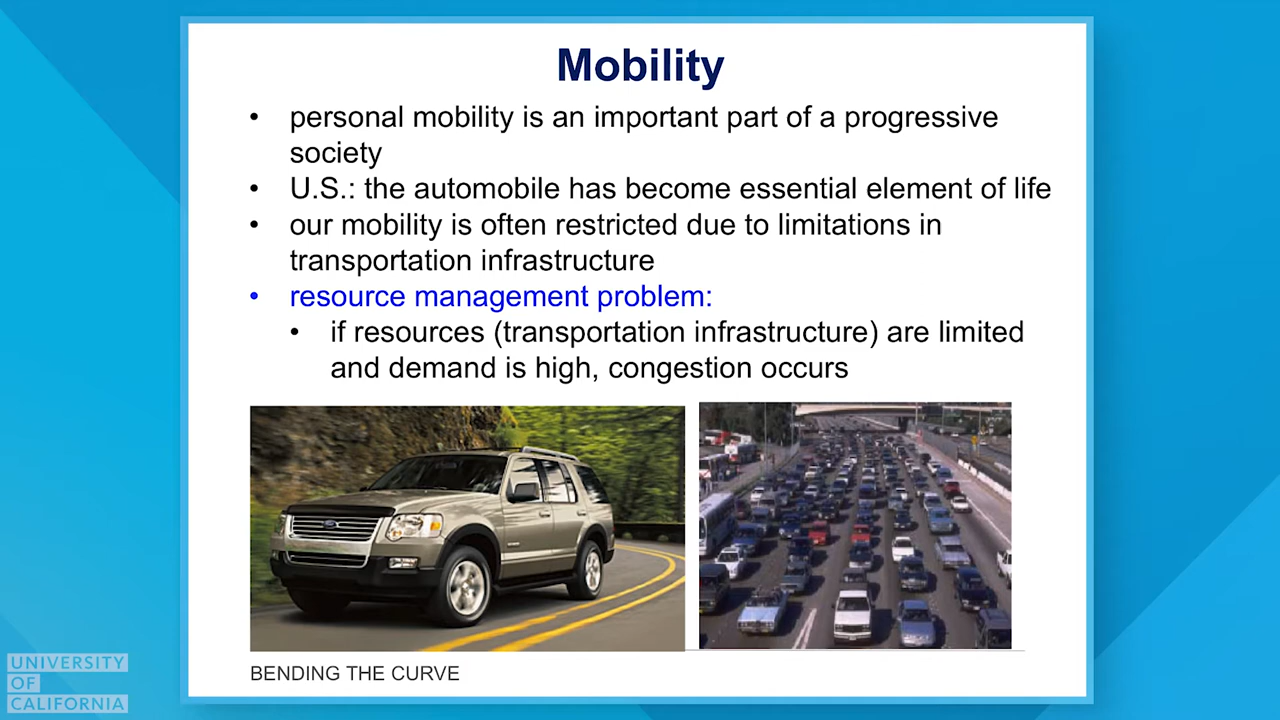 Mobility
• personal mobility is an important part of a progressive
society
• U.S.: the automobile has become essential element of life
• our mobility is often restricted due to limitations in
transportation infrastructure
• resource management problem:
• if resources (transportation infrastructure) are limited
and demand is high, congestion occurs
BENDING THE CURVE
UNIVERSITY
OF
CALIFORNIA